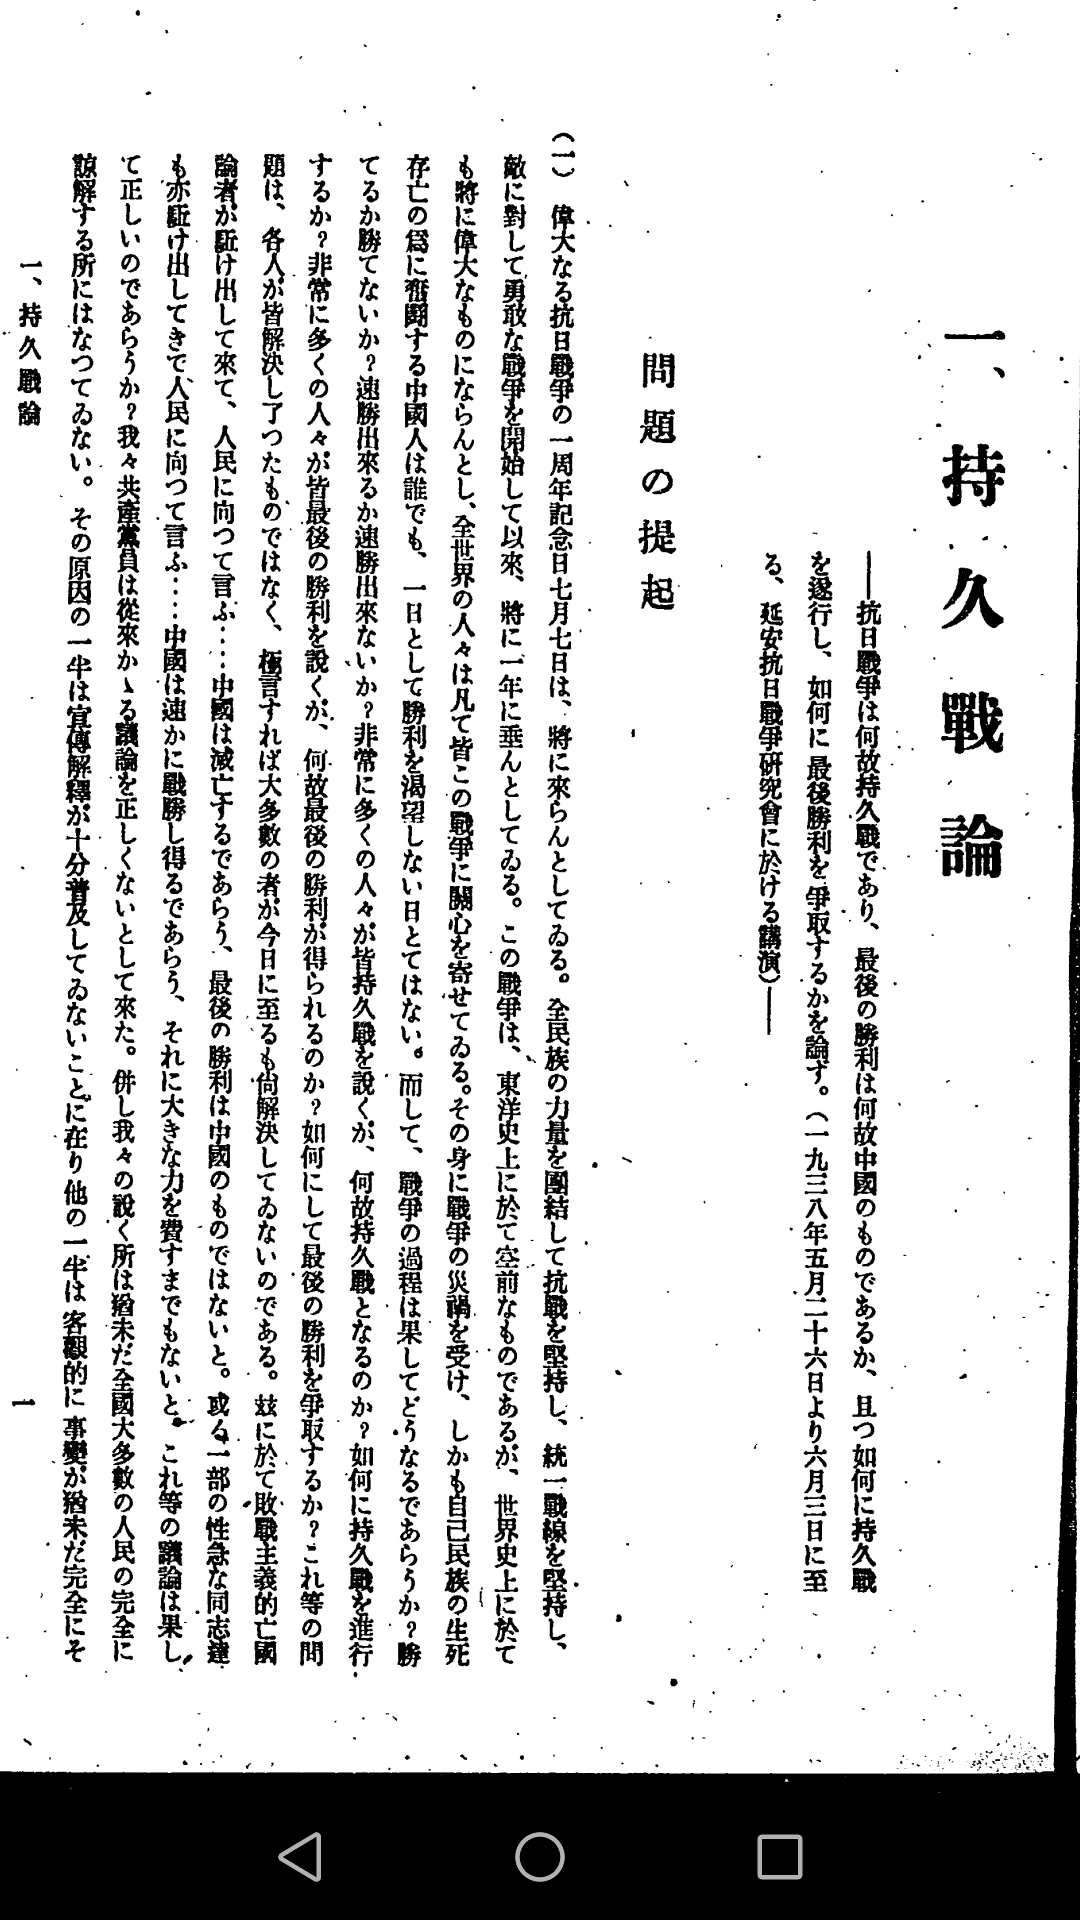 一、持久戰論
――抗日戰爭は何故持久戰であり、最後の勝利は何故中國のものであるか、且つ如何に持久戰
を遂行し、如何に最後勝利を爭取するかを論ず。（一九三八年五月二十六日より六月三日に至
る、延安抗日戰爭研究會に於ける講演）――
問題の提起
（一）　偉大なる抗日戰爭の一周年記念日七月七日は、將に來らんとしてゐる。全民族の力量を團結して抗戰を堅持し、統一戰線を堅持し、
敵に對して勇敢な戰爭を開始して以來、將に一年に垂んとしてゐる。この戰爭は、東洋史上に於て空前なものであるが、世界史上に於て
も將に偉大なものにならんとし、全世界の人々は凡て皆この戰爭に關心を寄せてゐる。その身に戰爭の災禍を受け、しかも自己民族の生死
存亡の爲に奮鬪する中國人は誰でも、一日として勝利を渴望しない日とてはない。而して、戰爭の過程は果してどうなるであらうか？勝
てるか勝てないか？速勝出來るか速勝出來ないか？非常に多くの人々が皆持久戰を說くが、何故持久戰となるのか？如何に持久戰を進行
するか？非常に多くの人々が皆最後の勝利を說くが、何故最後の勝利が得られるのか？如何にして最後の勝利を爭取するか？これ等の問
題は、各人が皆解決し了つたものではなく、極言すれば大多數の者が今日に至るも尙解決してゐないのである。玆に於て敗戰主義的亡國
論者が駈け出して來て、人民に向つて言ふ‥‥中國は滅亡するであらう、最後の勝利は中國のものではないと。或る一部の性急な同志達
も亦駈け出してきて人民に向つて言ふ‥‥中國は速かに戰勝し得るであらう、それに大きな力を費すまでもないと。これ等の議論は果し
て正しいのであらうか？我々共產黨員は從來かゝる議論を正しくないとして來た。併し我々の說く所は猶未だ全國大多數の人民の完全に
諒解する所にはなつてゐない。その原因の一半は宣傳解釋が十分普及してゐないことに在り他の一半は客觀的に事變が猶未だ完全にそ
一、持久戰論
一